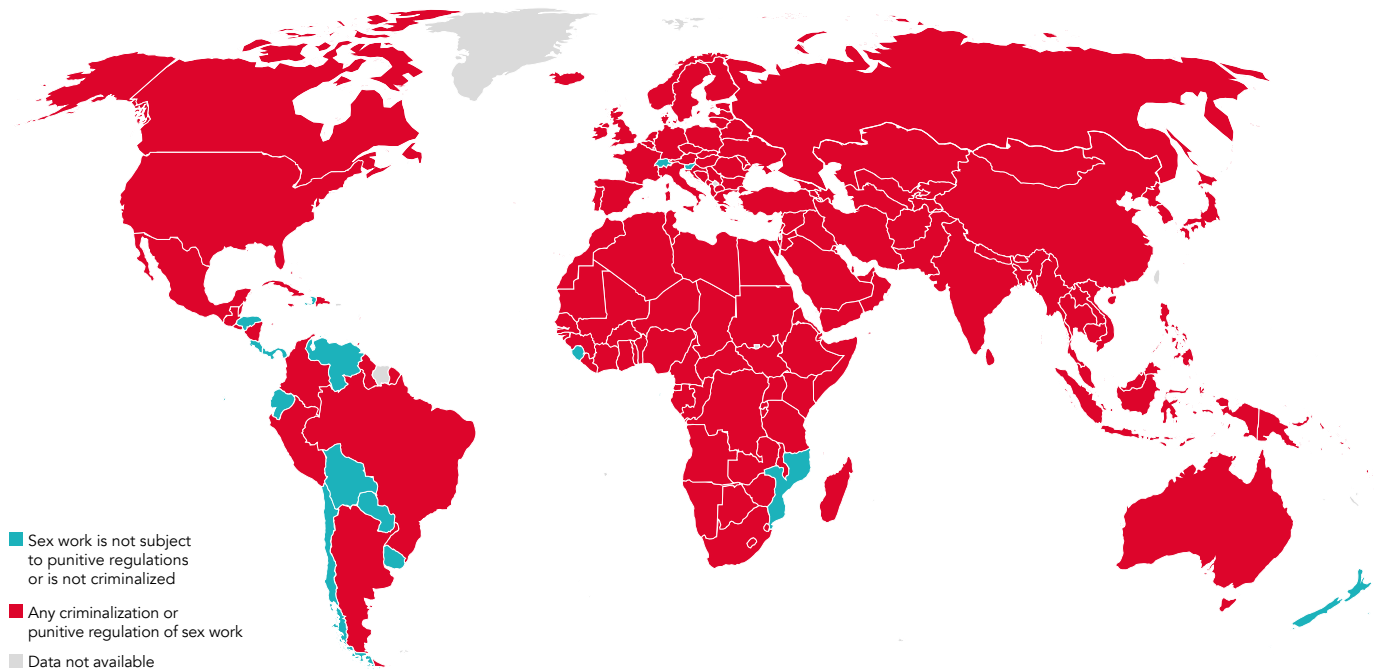 Sex work is not subject
to punitive regulations
or is not criminalized
Any criminalization or
punitive regulation of sex work
Data not available